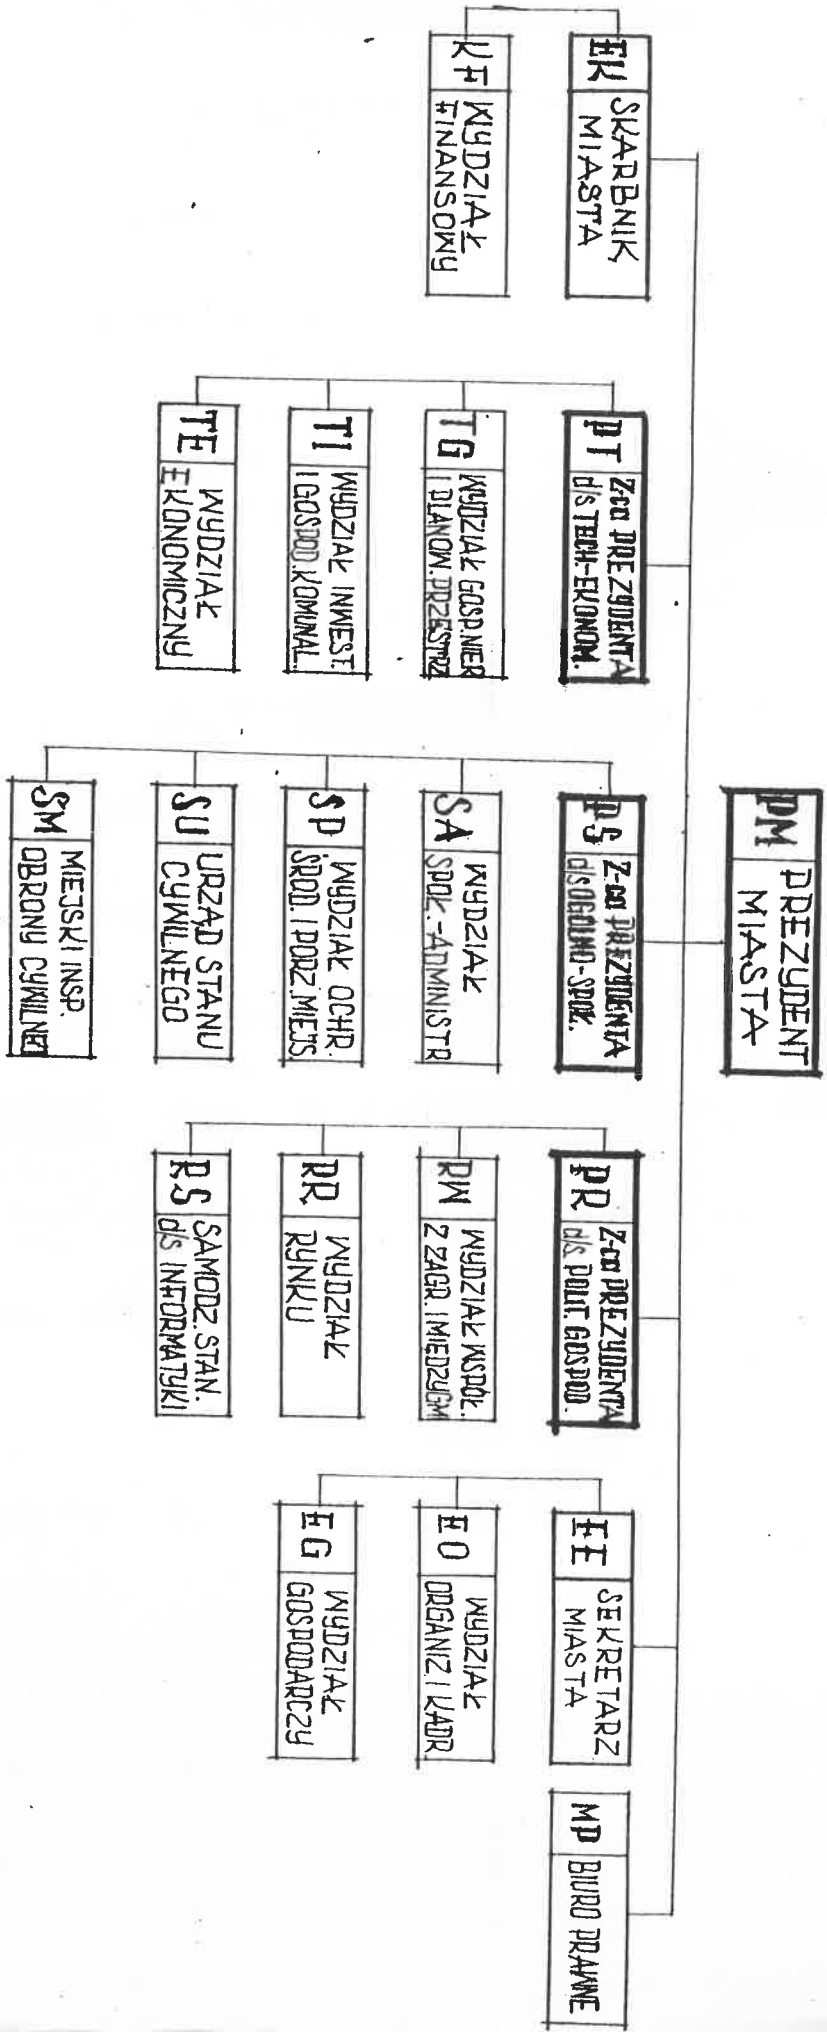 PM PREZYDENT
MIASTA
EK SKARBNIK
MIASTA
KF WYDZIAŁ
FINANSOWY
PT Z-ca PREZYDENTA
d/s TECH-EKONOM.
TG WYDZIAŁ GOSP.NIER
I PLANOW.PRZESTRZ
TI WYDZIAŁ INWEST.
I GOSPOD. KOMUNAL.
TE WYDZIAŁ
EKONOMICZNY
PS Z-ca PREZYDENTA
d/s OGÓLNO-SPOŁ.
SA WYDZIAŁ
SPOŁ.-ADMINISTR
SP WYDZIAŁ OCHR.
ŚROD. I PORZ.MIEJS
SU URZĄD STANU
CYWILNEGO
SM MIEJSKI INSP.
OBRONY CYWILNEJ
PR Z-ca PREZYDENTA
d/s POLIT. GOSPOD.
RW WYDZIAŁ WSPÓŁ.
Z ZAGR. I MIĘDZYGM
RR WYDZIAŁ
RYNKU
RS SAMODZ. STAN.
d/s INFORMATYKI
EE SEKRETARZ
MIASTA
EO WYDZIAŁ
ORGANIZ. I KADR
EG WYDZIAŁ
GOSPODARCZY
MP BIURO PRAWNE